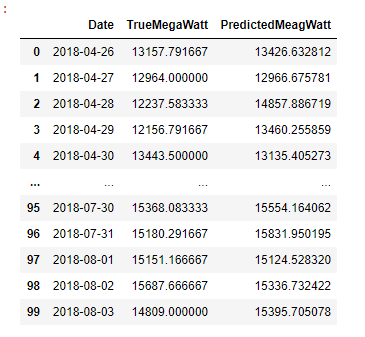 :
Date TrueMegaWatt PredictedMeagWatt
0 2018-04-26 13157.791667 13426.632812
1 2018-04-27 12964.000000 12966.675781
2 2018-04-28 12237.583333 14857.886719
3 2018-04-29 12156.791667 13460.255859
4 2018-04-30 13443.500000 13135.405273
... ... ... ...
95 2018-07-30 15368.083333 15554.164062
96 2018-07-31 15180.291667 15831.950195
97 2018-08-01 15151.166667 15124.528320
98 2018-08-02 15687.666667 15336.732422
99 2018-08-03 14809.000000 15395.705078